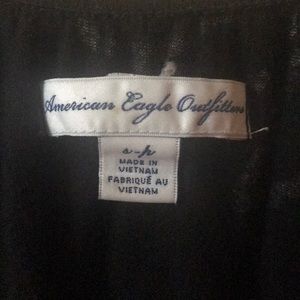 American Eagle Outfitters
s-p
MADE IN
VIETNAM
FABRIQUÉ AU
VIETNAM